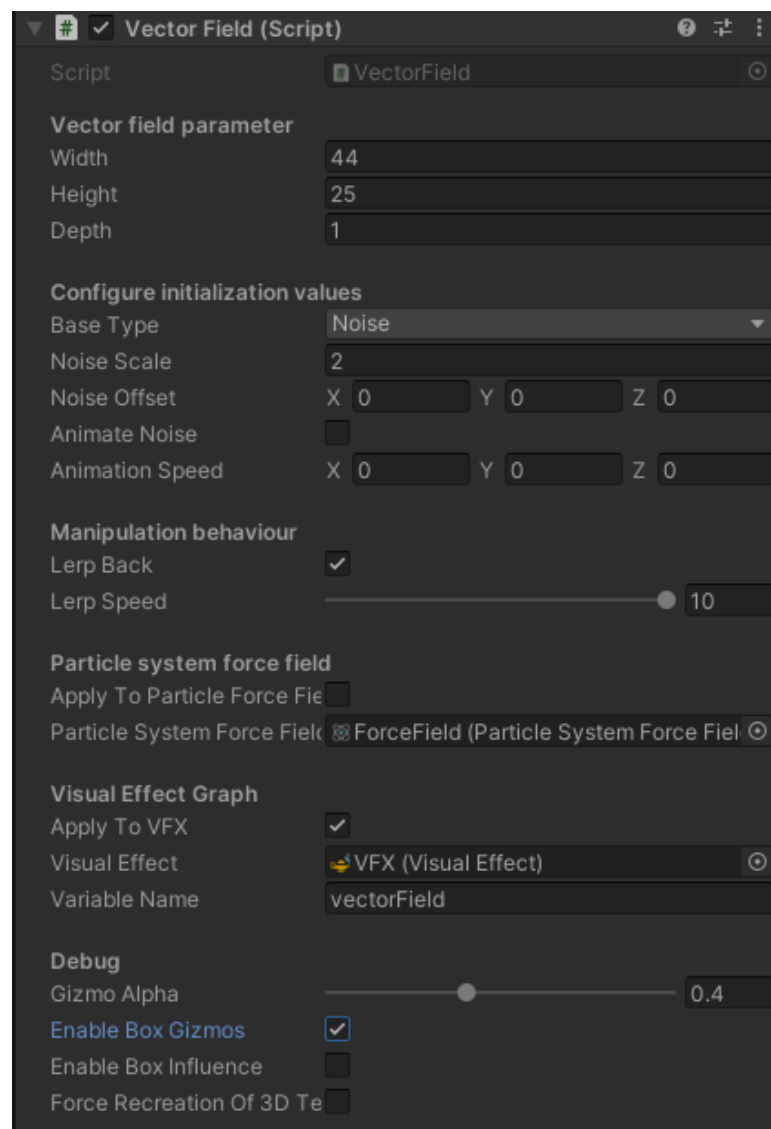 # Vector Field (Script)
Script VectorField
Vector field parameter
Width 44
Height 25
Depth 1
Configure initialization values
Base Type Noise
Noise Scale 2
Noise Offset X 0 Y 0 Z 0
Animate Noise
Animation Speed X 0 Y 0 Z 0
Manipulation behaviour
Lerp Back
Lerp Speed 10
Particle system force field
Apply To Particle Force Fie
Particle System Force Field ForceField (Particle System Force Fiel
Visual Effect Graph
Apply To VFX
Visual Effect VFX (Visual Effect)
Variable Name vectorField
Debug
Gizmo Alpha 0.4
Enable Box Gizmos
Enable Box Influence
Force Recreation Of 3D Te